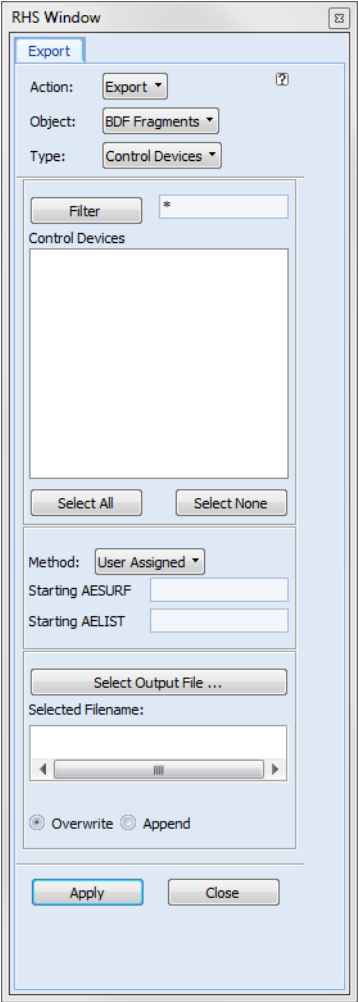 RHS Window
Export
Action: Export
?
Object: BDF Fragments
Type: Control Devices
Filter *
Control Devices
Select All Select None
Method: User Assigned
Starting AESURF
Starting AELIST
Select Output File ...
Selected Filename:
Overwrite Append
Apply Close